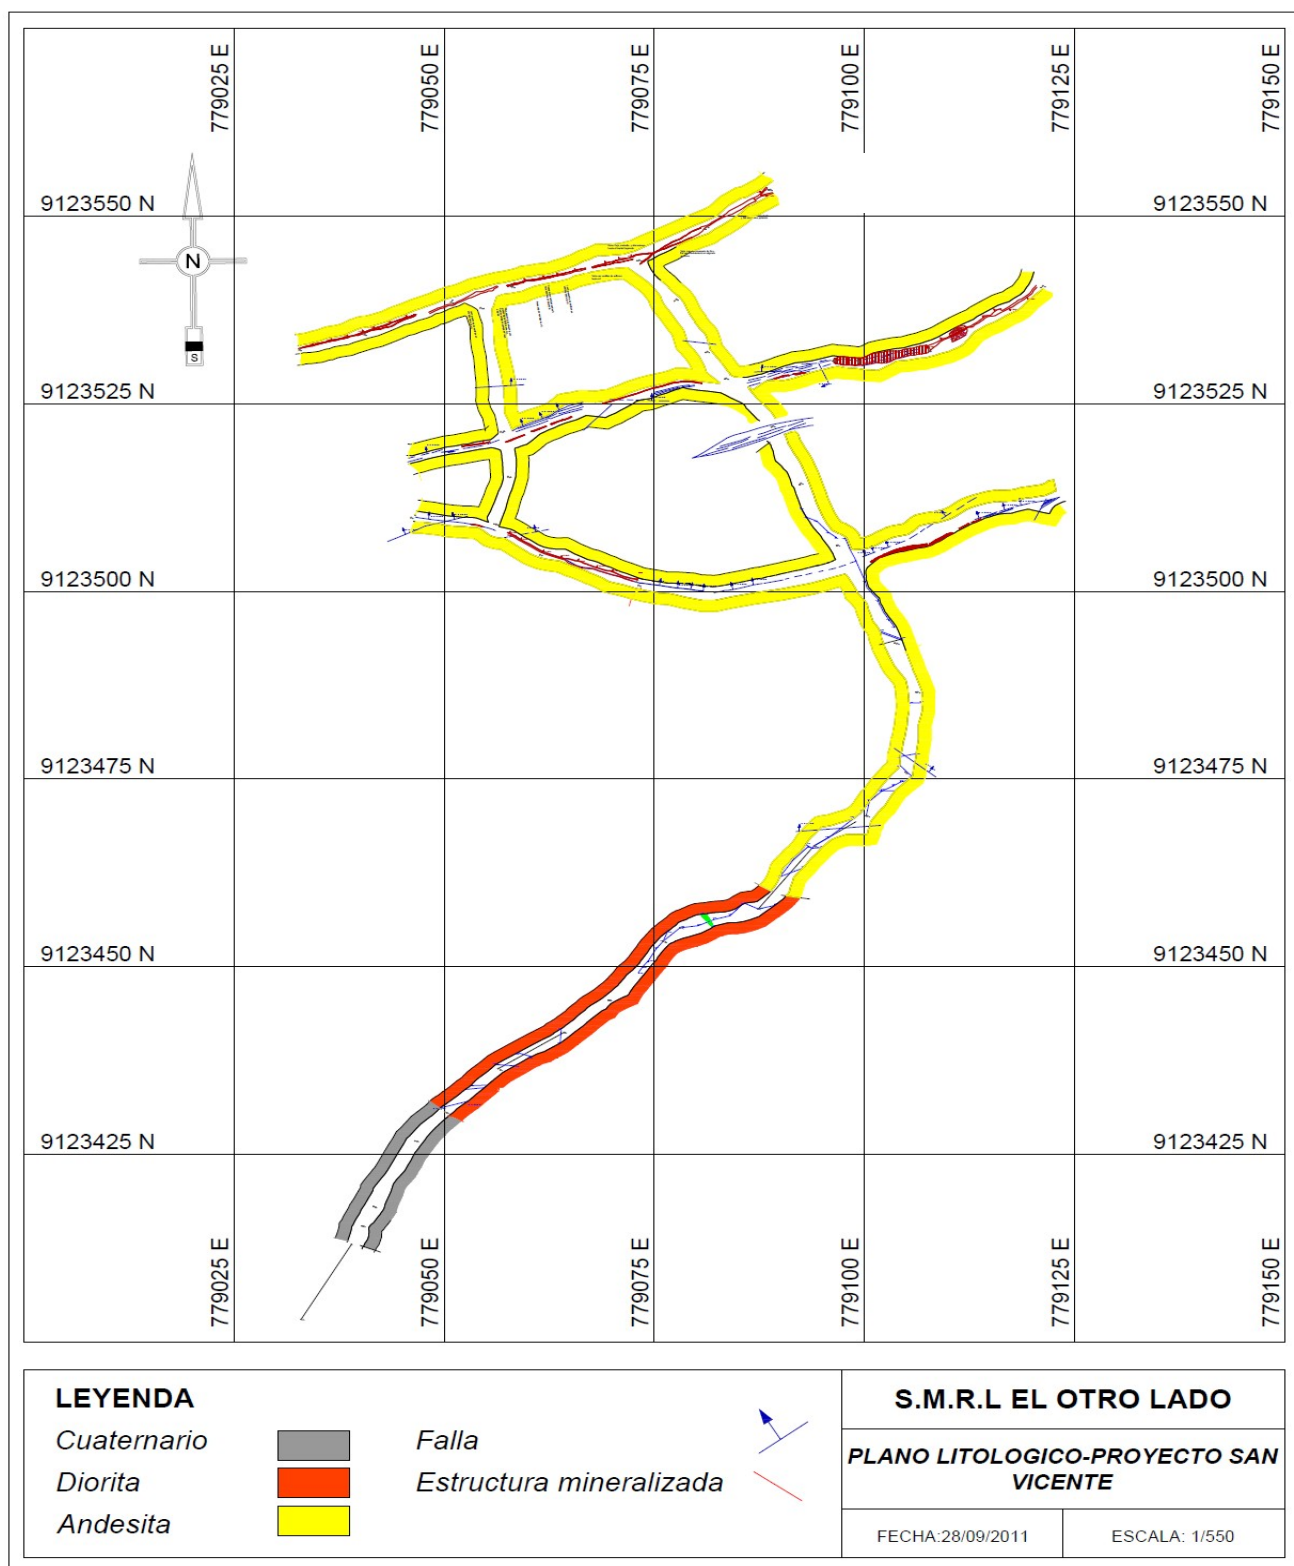 779025 E
779050 E
779075 E
779100 E
779125 E
779150 E
9123550 N
9123550 N
N
S
9123525 N
9123525 N
9123500 N
9123500 N
9123475 N
9123475 N
9123450 N
9123450 N
9123425 N
9123425 N
779025 E
779050 E
779075 E
779100 E
779125 E
779150 E
LEYENDA
Cuaternario
Diorita
Andesita
Falla
Estructura mineralizada
S.M.R.L EL OTRO LADO
PLANO LITOLOGICO-PROYECTO SAN
VICENTE
FECHA:28/09/2011
ESCALA: 1/550